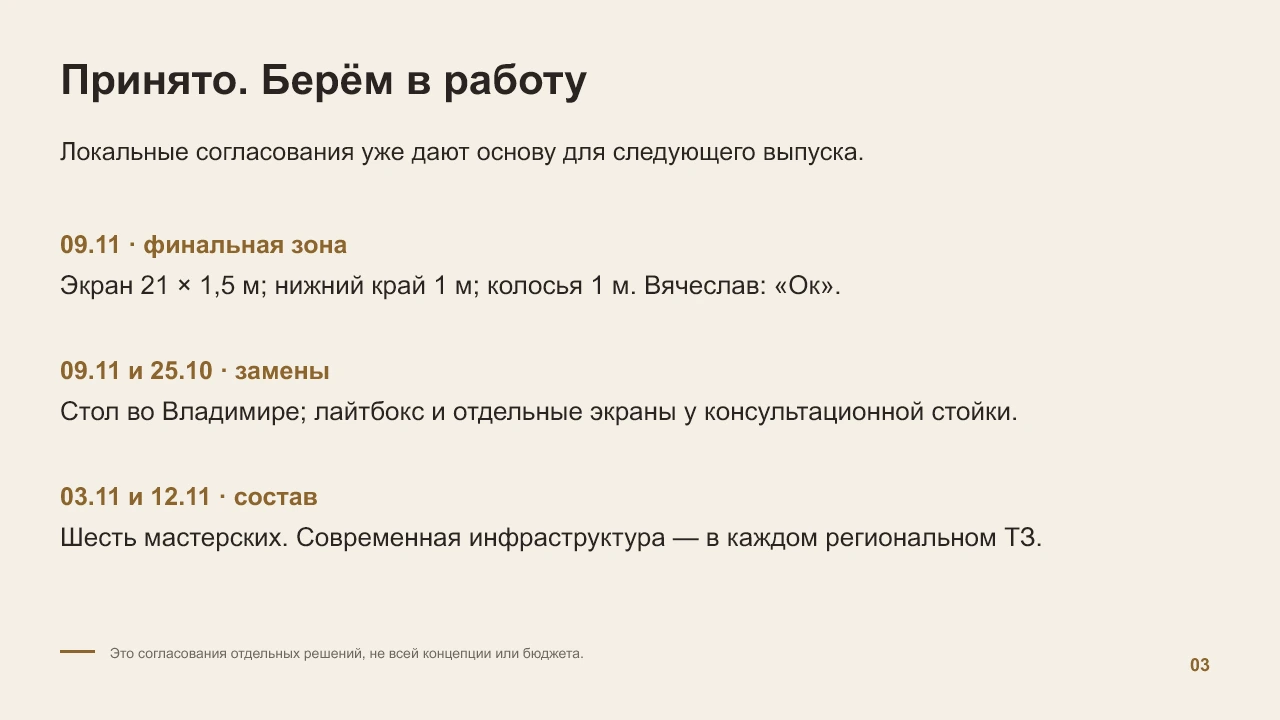 Принято. Берём в работу
Локальные согласования уже дают основу для следующего выпуска.
09.11 · финальная зона
Экран 21 × 1,5 м; нижний край 1 м; колосья 1 м. Вячеслав: «Ок».
09.11 и 25.10 · замены
Стол во Владимире; лайтбокс и отдельные экраны у консультационной стойки.
03.11 и 12.11 · состав
Шесть мастерских. Современная инфраструктура — в каждом региональном ТЗ.
Это согласования отдельных решений, не всей концепции или бюджета.
03